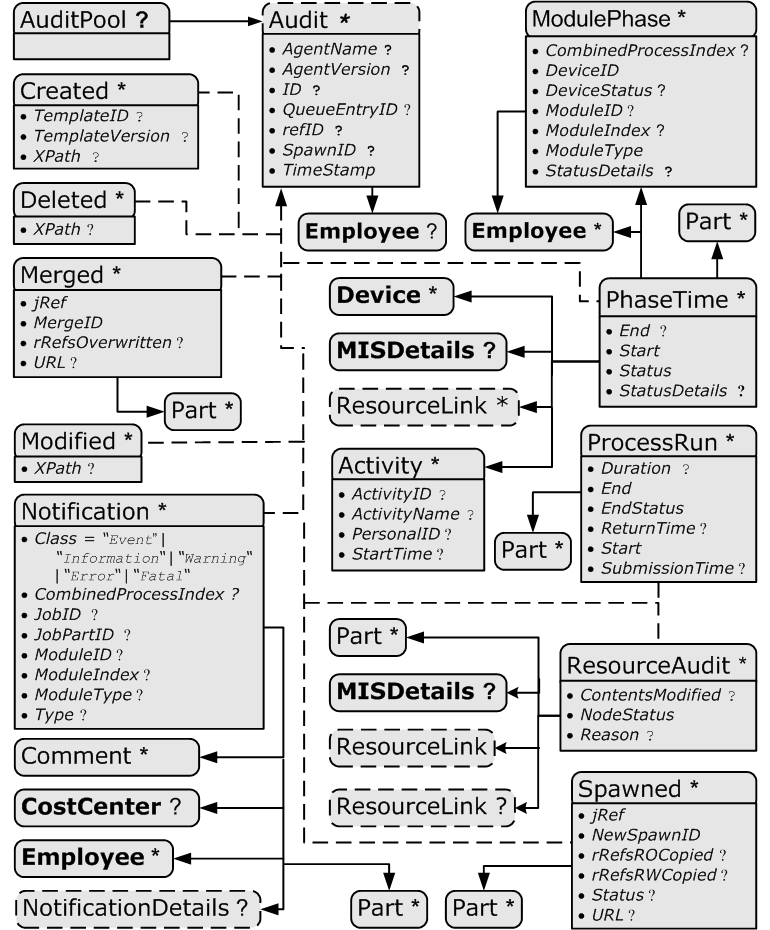 AuditPool ?
Audit *
• AgentName ?
• AgentVersion ?
• ID ?
• QueueEntryID ?
• refID ?
• SpawnID ?
• TimeStamp
ModulePhase *
• CombinedProcessIndex ?
• DeviceID
• DeviceStatus ?
• ModuleID ?
• ModuleIndex ?
• ModuleType
• StatusDetails ?
Created *
• TemplateID ?
• TemplateVersion ?
• XPath ?
Deleted *
• XPath ?
Employee ?
Employee *
Part *
Merged *
• jRef
• MergeID
• rRefsOverwritten ?
• URL ?
Part *
Device *
MISDetails ?
ResourceLink *
PhaseTime *
• End ?
• Start
• Status
• StatusDetails ?
Modified *
• XPath ?
Activity *
• ActivityID ?
• ActivityName ?
• PersonalID ?
• StartTime ?
ProcessRun *
• Duration ?
• End
• EndStatus
• ReturnTime ?
• Start
• SubmissionTime ?
Part *
Notification *
• Class = "Event"|
"Information"|"Warning"
|"Error"|"Fatal"
• CombinedProcessIndex ?
• JobID ?
• JobPartID ?
• ModuleID ?
• ModuleIndex ?
• ModuleType ?
• Type ?
Part *
MISDetails ?
ResourceLink
ResourceLink ?
ResourceAudit *
• ContentsModified ?
• NodeStatus
• Reason ?
Comment *
CostCenter ?
Employee *
NotificationDetails ?
Part *
Part *
Spawned *
• jRef
• NewSpawnID
• rRefsROCopied ?
• rRefsRWCopied ?
• Status ?
• URL ?